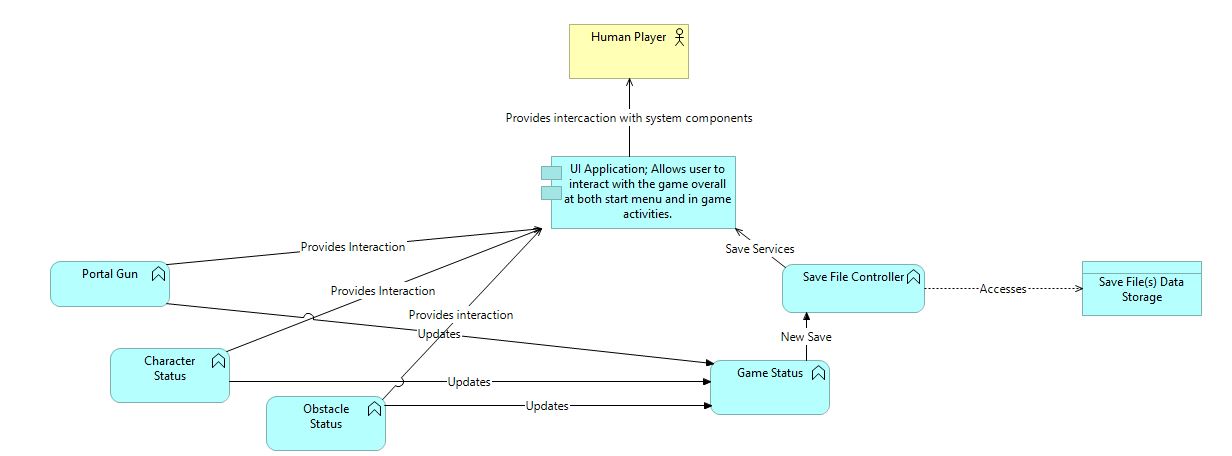 Human Player
Provides intercaction with system components
UI Application; Allows user to
interact with the game overall
at both start menu and in game
activities.
Provides Interaction
Save Services
Portal Gun
Save File Controller
Accesses
Save File(s) Data
Storage
Provides Interaction
Provides interaction
Updates
New Save
Character
Status
Game Status
Updates
Obstacle
Status
Updates